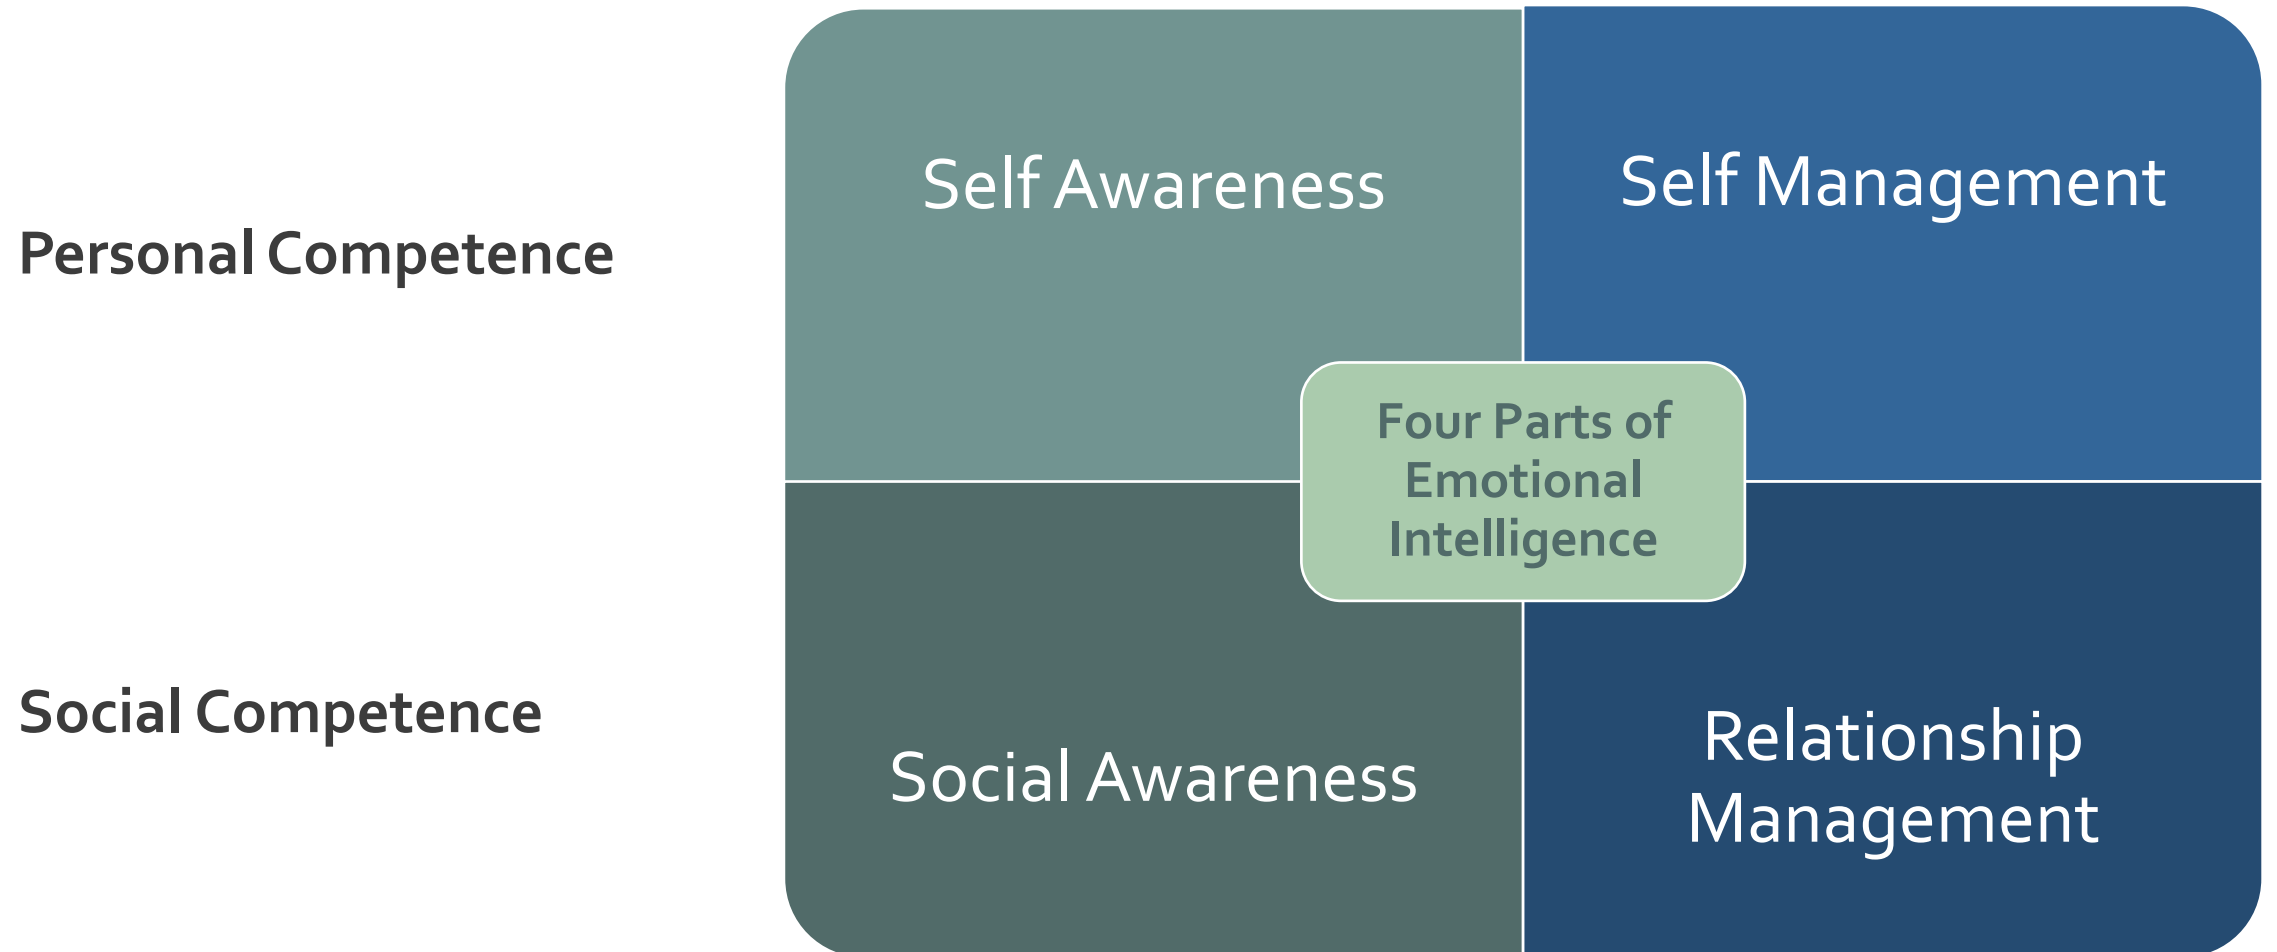 Personal Competence
Self Awareness
Self Management
Four Parts of
Emotional
Intelligence
Social Competence
Social Awareness
Relationship
Management